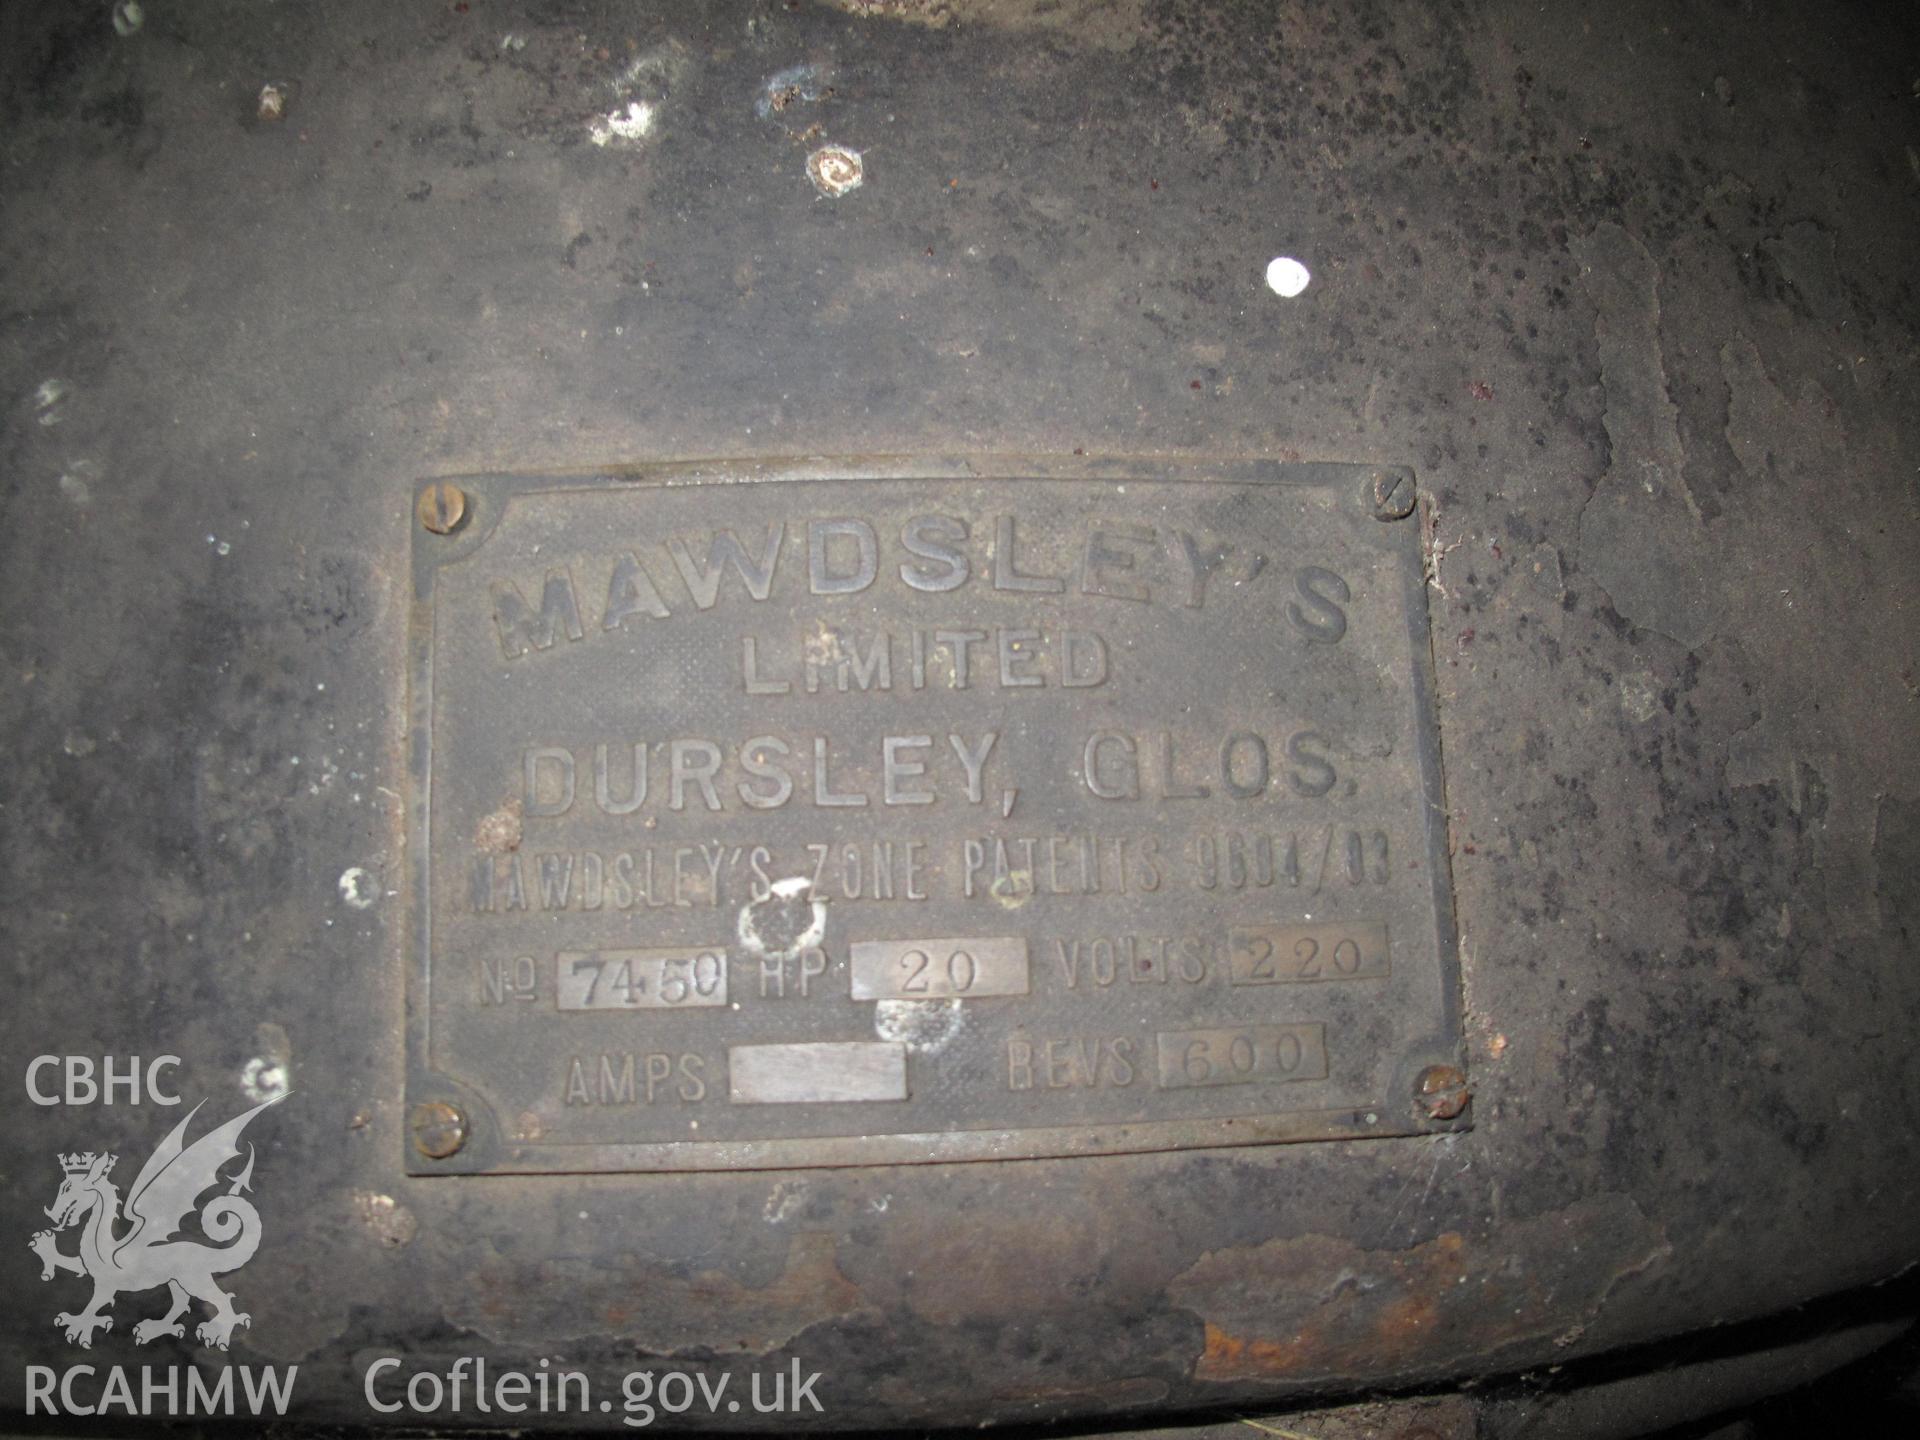 MAWDSLEY'S
LIMITED
DURSLEY, GLOS.
MAWDSLEY'S ZONE PATENTS 9604/03
No 7450 HP 20 VOLTS 220
AMPS REVS 600
CBHC
RCAHMW Coflein.gov.uk